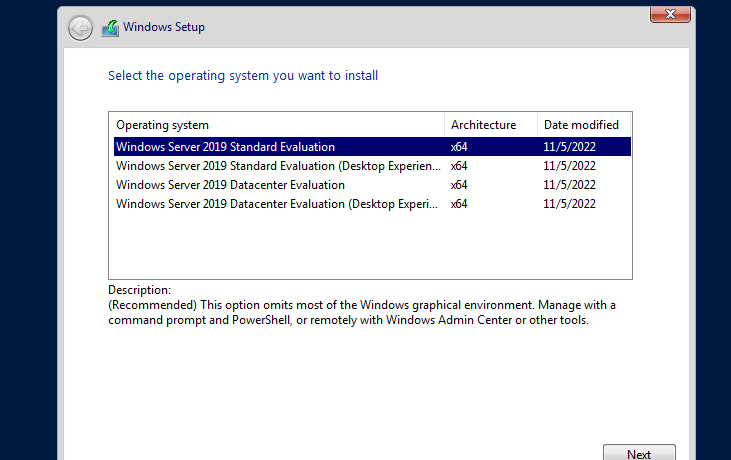 Windows Setup
Select the operating system you want to install
Operating system Architecture Date modified
Windows Server 2019 Standard Evaluation x64 11/5/2022
Windows Server 2019 Standard Evaluation (Desktop Experien... x64 11/5/2022
Windows Server 2019 Datacenter Evaluation x64 11/5/2022
Windows Server 2019 Datacenter Evaluation (Desktop Experi... x64 11/5/2022
Description:
(Recommended) This option omits most of the Windows graphical environment. Manage with a
command prompt and PowerShell, or remotely with Windows Admin Center or other tools.
Next